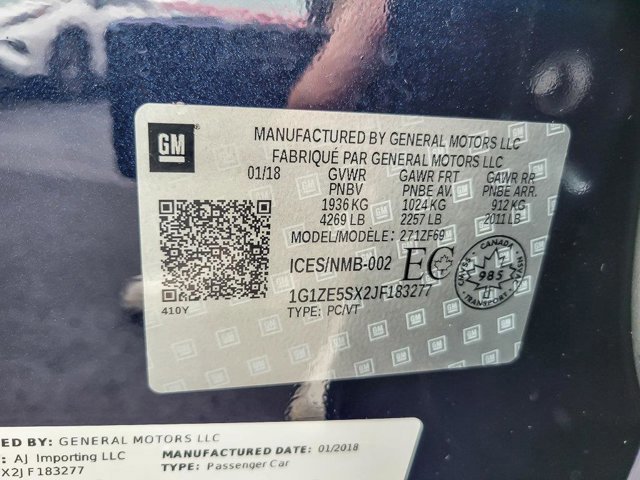 GM
MANUFACTURED BY GENERAL MOTORS LLC
FABRIQUÉ PAR GENERAL MOTORS LLC
01/18 GVWR GAWR FRT GAWR RR
PNBV PNBE AV. PNBE ARR.
1936 KG 1024 KG 912 KG
4269 LB 2257 LB 2011 LB
MODEL/MODÈLE: 271ZF69
ICES/NMB-002 EC
CANADA
985
1G1ZE5SX2JF183277
TYPE: PC/VT
410Y
ED BY: GENERAL MOTORS LLC
: AJ Importing LLC MANUFACTURED DATE: 01/2018
X2JF183277 TYPE: Passenger Car